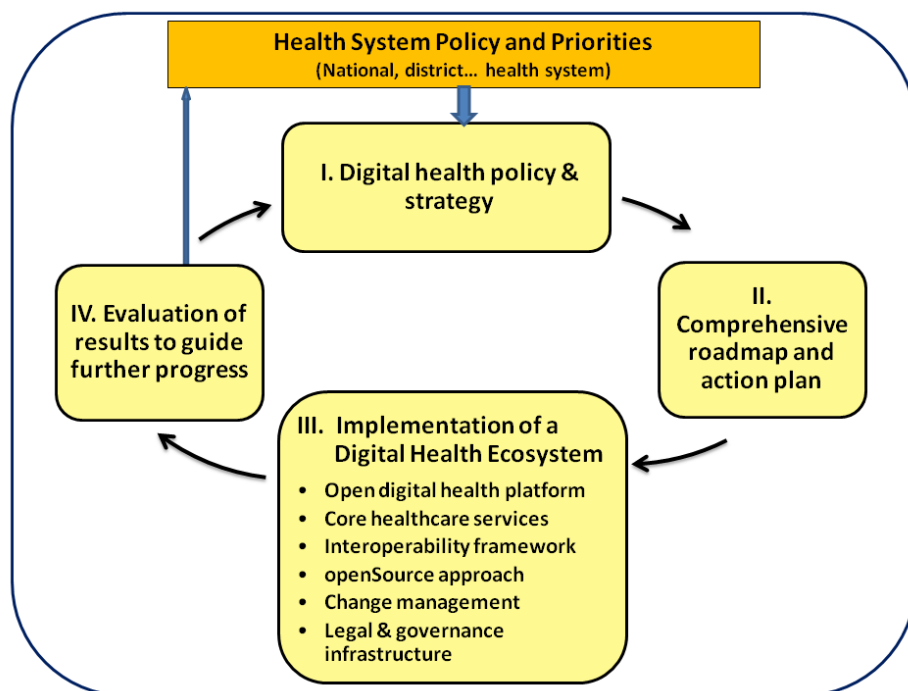 Health System Policy and Priorities
(National, district... health system)
I. Digital health policy &
strategy
II.
Comprehensive
roadmap and
action plan
III. Implementation of a
Digital Health Ecosystem
• Open digital health platform
• Core healthcare services
• Interoperability framework
• openSource approach
• Change management
• Legal & governance
infrastructure
IV. Evaluation of
results to guide
further progress